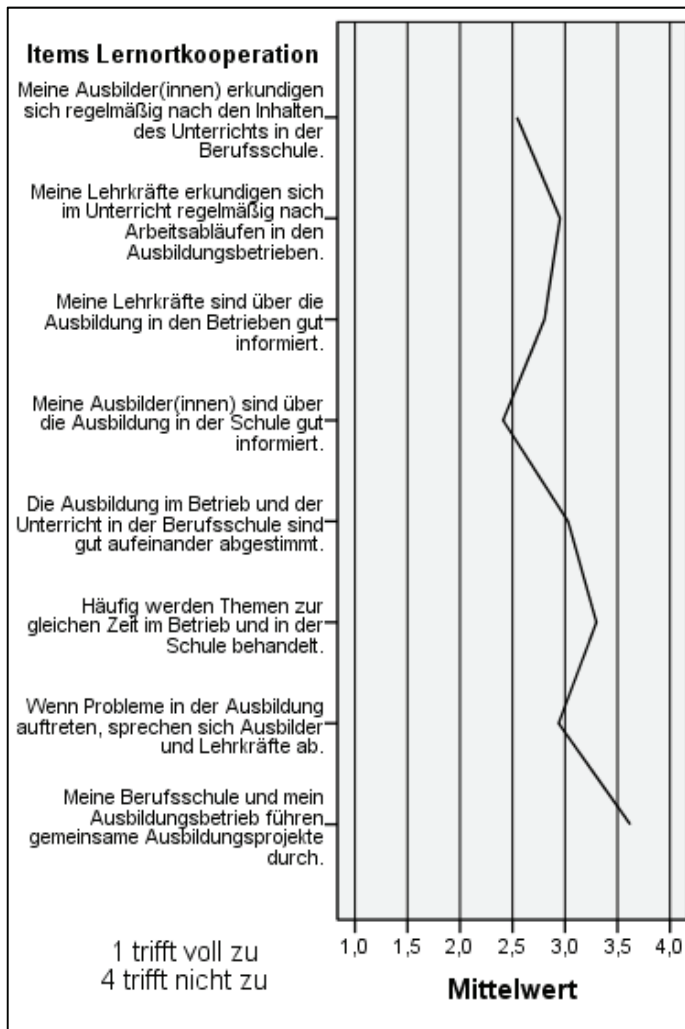 Items Lernortkooperation
Meine Ausbilder(innen) erkundigen
sich regelmäßig nach den Inhalten
des Unterrichts in der
Berufsschule.
Meine Lehrkräfte erkundigen sich
im Unterricht regelmäßig nach
Arbeitsabläufen in den
Ausbildungsbetrieben.
Meine Lehrkräfte sind über die
Ausbildung in den Betrieben gut
informiert.
Meine Ausbilder(innen) sind über
die Ausbildung in der Schule gut
informiert.
Die Ausbildung im Betrieb und der
Unterricht in der Berufsschule sind
gut aufeinander abgestimmt.
Häufig werden Themen zur
gleichen Zeit im Betrieb und in der
Schule behandelt.
Wenn Probleme in der Ausbildung
auftreten, sprechen sich Ausbilder
und Lehrkräfte ab.
Meine Berufsschule und mein
Ausbildungsbetrieb führen
gemeinsame Ausbildungsprojekte
durch.
1 trifft voll zu
4 trifft nicht zu
1,0 1,5 2,0 2,5 3,0 3,5 4,0
Mittelwert